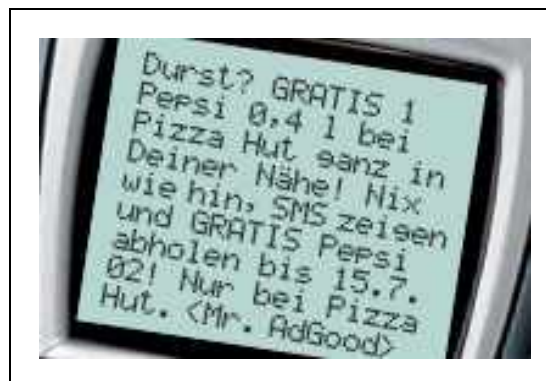 Durst? GRATIS 1
Pepsi 0,4 l bei
Pizza Hut ganz in
Deiner Nähe! Nix
wie hin, SMS zeigen
und GRATIS Pepsi
abholen bis 15.7.
02! Nur bei Pizza
Hut. <Mr. AdGood>